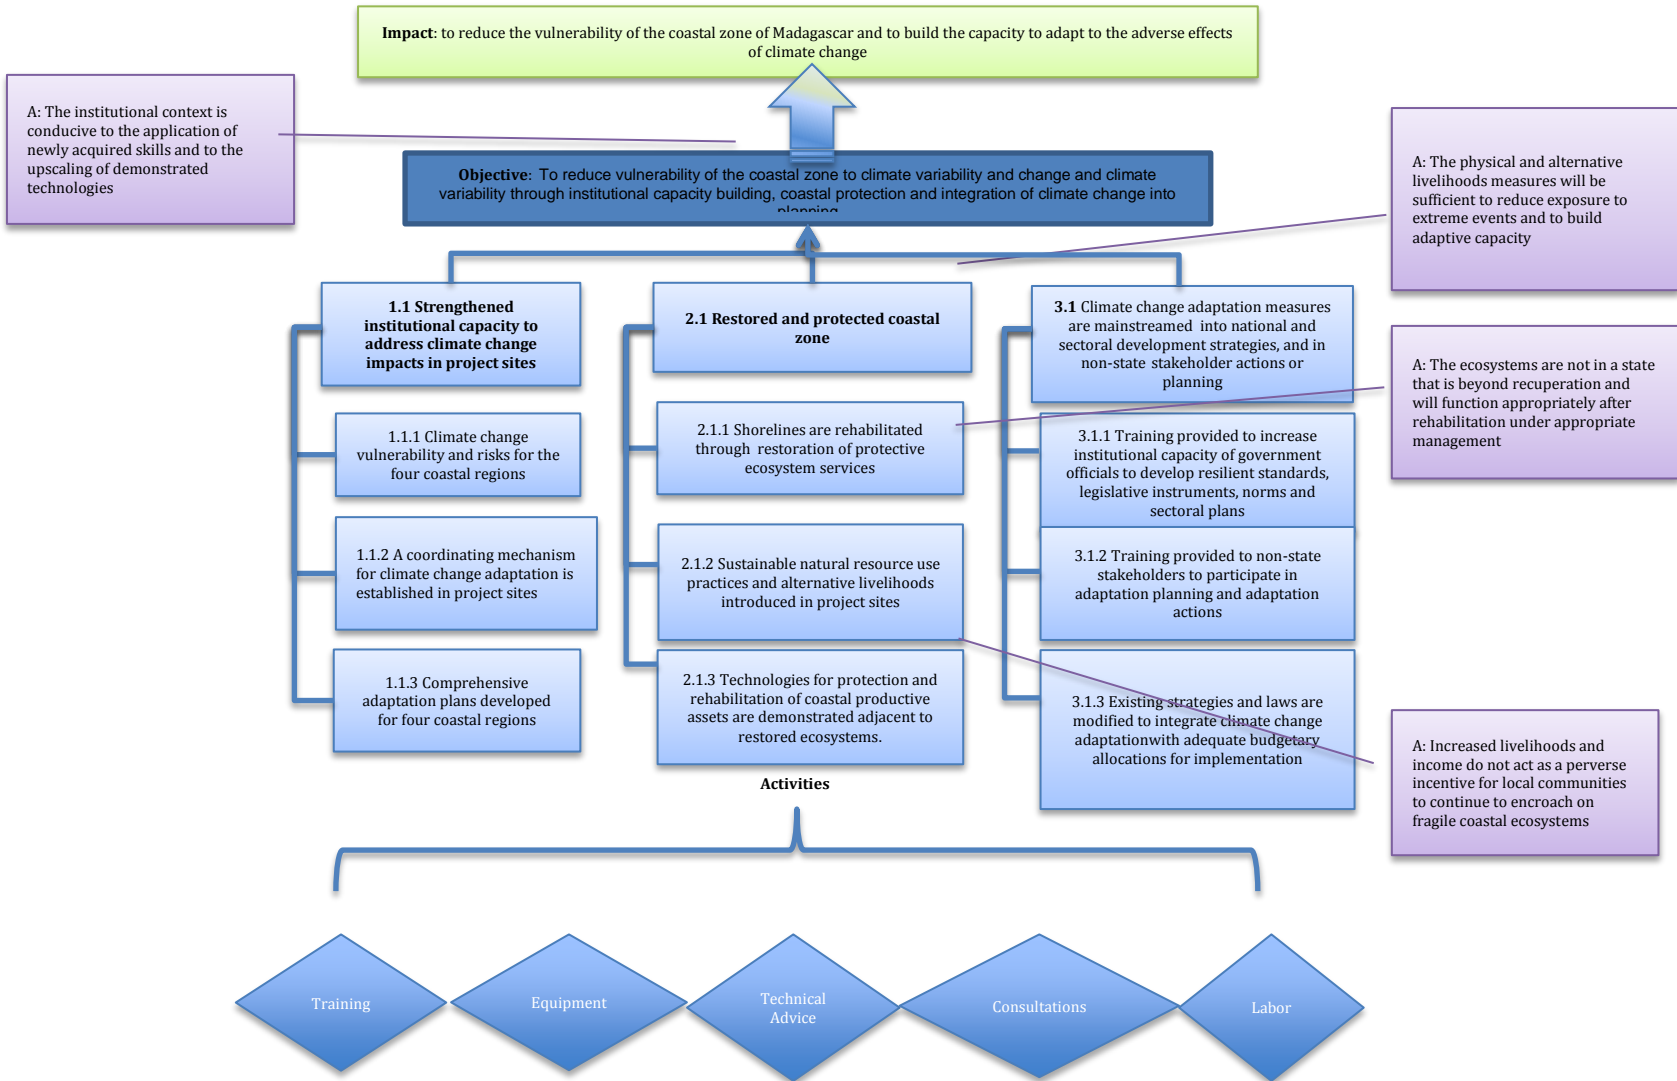 Impact: to reduce the vulnerability of the coastal zone of Madagascar and to build the capacity to adapt to the adverse effects
of climate change
A: The institutional context is
conducive to the application of
newly acquired skills and to the
upscaling of demonstrated
technologies
Objective: To reduce vulnerability of the coastal zone to climate variability and change and climate
variability through institutional capacity building, coastal protection and integration of climate change into
planning
A: The physical and alternative
livelihoods measures will be
sufficient to reduce exposure to
extreme events and to build
adaptive capacity
1.1 Strengthened
institutional capacity to
address climate change
impacts in project sites
2.1 Restored and protected coastal
zone
3.1 Climate change adaptation measures
are mainstreamed into national and
sectoral development strategies, and in
non-state stakeholder actions or
planning
A: The ecosystems are not in a state
that is beyond recuperation and
will function appropriately after
rehabilitation under appropriate
management
1.1.1 Climate change
vulnerability and risks for the
four coastal regions
2.1.1 Shorelines are rehabilitated
through restoration of protective
ecosystem services
3.1.1 Training provided to increase
institutional capacity of government
officials to develop resilient standards,
legislative instruments, norms and
sectoral plans
1.1.2 A coordinating mechanism
for climate change adaptation is
established in project sites
2.1.2 Sustainable natural resource use
practices and alternative livelihoods
introduced in project sites
3.1.2 Training provided to non-state
stakeholders to participate in
adaptation planning and adaptation
actions
1.1.3 Comprehensive
adaptation plans developed
for four coastal regions
2.1.3 Technologies for protection and
rehabilitation of coastal productive
assets are demonstrated adjacent to
restored ecosystems.
3.1.3 Existing strategies and laws are
modified to integrate climate change
adaptationwith adequate budgetary
allocations for implementation
A: Increased livelihoods and
income do not act as a perverse
incentive for local communities
to continue to encroach on
fragile coastal ecosystems
Activities
Training
Equipment
Technical
Advice
Consultations
Labor